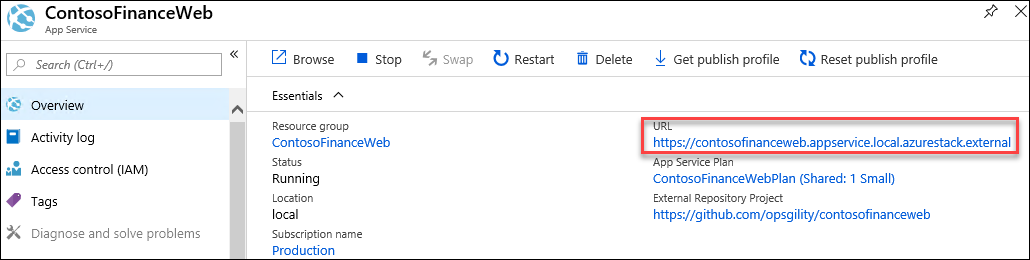 ContosoFinanceWeb
App Service
Search (Ctrl+/)
Overview
Activity log
Access control (IAM)
Tags
Diagnose and solve problems
Browse Stop Swap Restart Delete Get publish profile Reset publish profile
Essentials
Resource group
ContosoFinanceWeb
Status
Running
Location
local
Subscription name
Production
URL
https://contosofinanceweb.appservice.local.azurestack.external
App Service Plan
ContosoFinanceWebPlan (Shared: 1 Small)
External Repository Project
https://github.com/opsgility/contosofinanceweb